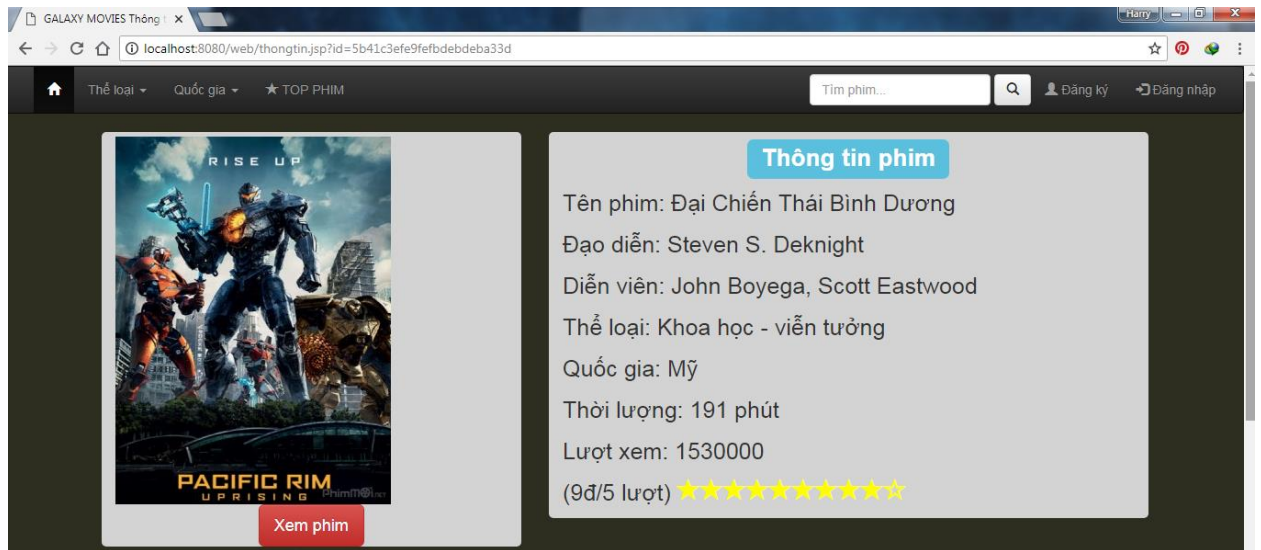 GALAXY MOVIES Thông t
Harry
localhost:8080/web/thongtin.jsp?id=5b41c3efe9fefbdebdeba33d
Thể loại Quốc gia ★ TOP PHIM Tìm phim... Đăng ký Đăng nhập
RISE UP
PACIFIC RIM
UPRISING
PhimMới.NET
Xem phim
Thông tin phim
Tên phim: Đại Chiến Thái Bình Dương
Đạo diễn: Steven S. Deknight
Diễn viên: John Boyega, Scott Eastwood
Thể loại: Khoa học - viễn tưởng
Quốc gia: Mỹ
Thời lượng: 191 phút
Lượt xem: 1530000
(9đ/5 lượt) ★★★★★★★★★☆